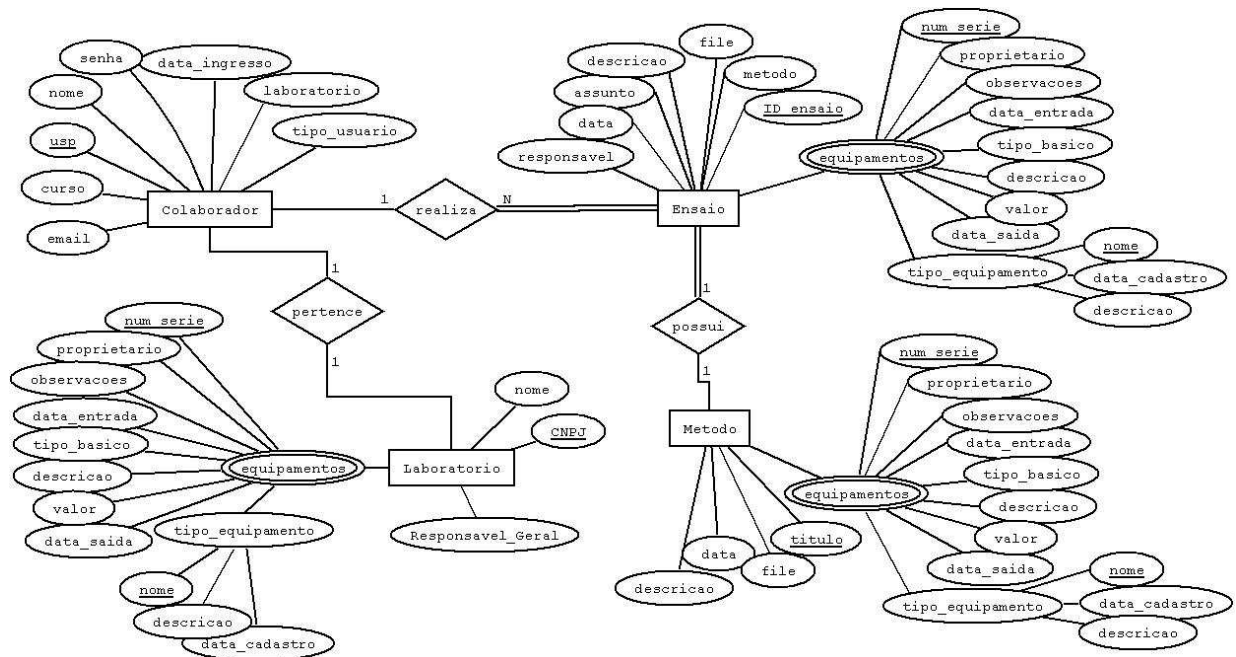 senha
data_ingresso
nome
laboratorio
usp
tipo_usuario
curso
email
Colaborador
1
realiza
N
file
descricao
metodo
assunto
ID_ensaio
data
responsavel
Ensaio
num_serie
proprietario
observacoes
data_entrada
equipamentos
tipo_basico
descricao
valor
data_saida
tipo_equipamento
nome
data_cadastro
descricao
1
pertence
1
1
possui
1
num_serie
proprietario
observacoes
data_entrada
tipo_basico
descricao
valor
data_saida
equipamentos
tipo_equipamento
nome
descricao
data_cadastro
nome
CNPJ
Laboratorio
Responsavel_Geral
Metodo
titulo
data
file
descricao
num_serie
proprietario
observacoes
data_entrada
tipo_basico
equipamentos
descricao
valor
data_saida
tipo_equipamento
nome
data_cadastro
descricao